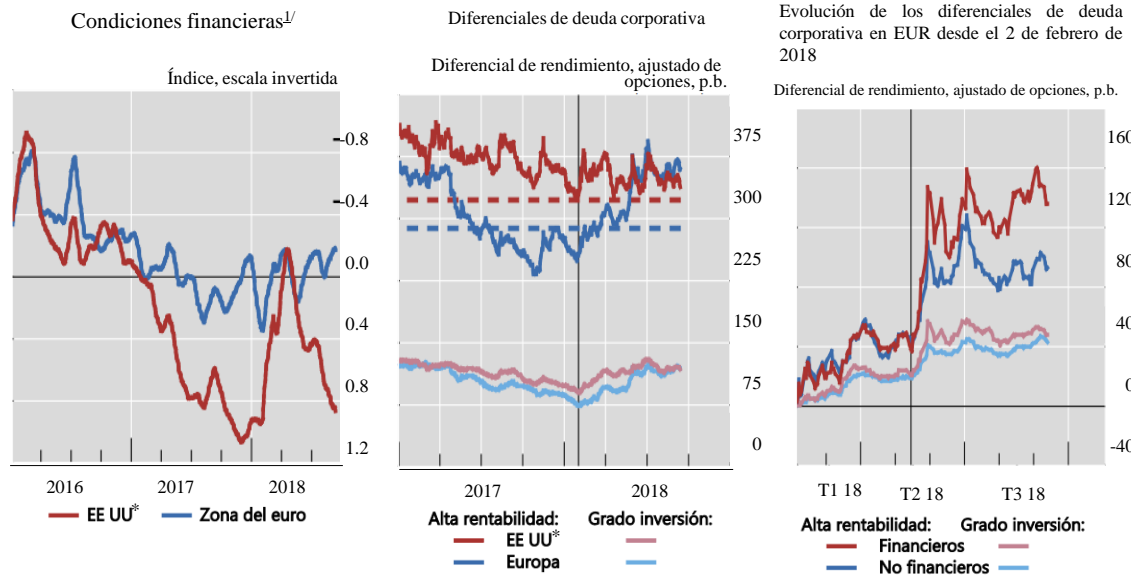 Condiciones financieras1/
Índice, escala invertida
-0.8
-0.4
0.0
0.4
0.8
1.2
2016 2017 2018
EE UU* Zona del euro
Diferenciales de deuda corporativa
Diferencial de rendimiento, ajustado de
opciones, p.b.
375
300
225
150
75
0
2017 2018
Alta rentabilidad: Grado inversión:
EE UU*
Europa
Evolución de los diferenciales de deuda
corporativa en EUR desde el 2 de febrero de
2018
Diferencial de rendimiento, ajustado de opciones, p.b.
160
120
80
40
0
-40
T1 18 T2 18 T3 18
Alta rentabilidad: Grado inversión:
Financieros
No financieros